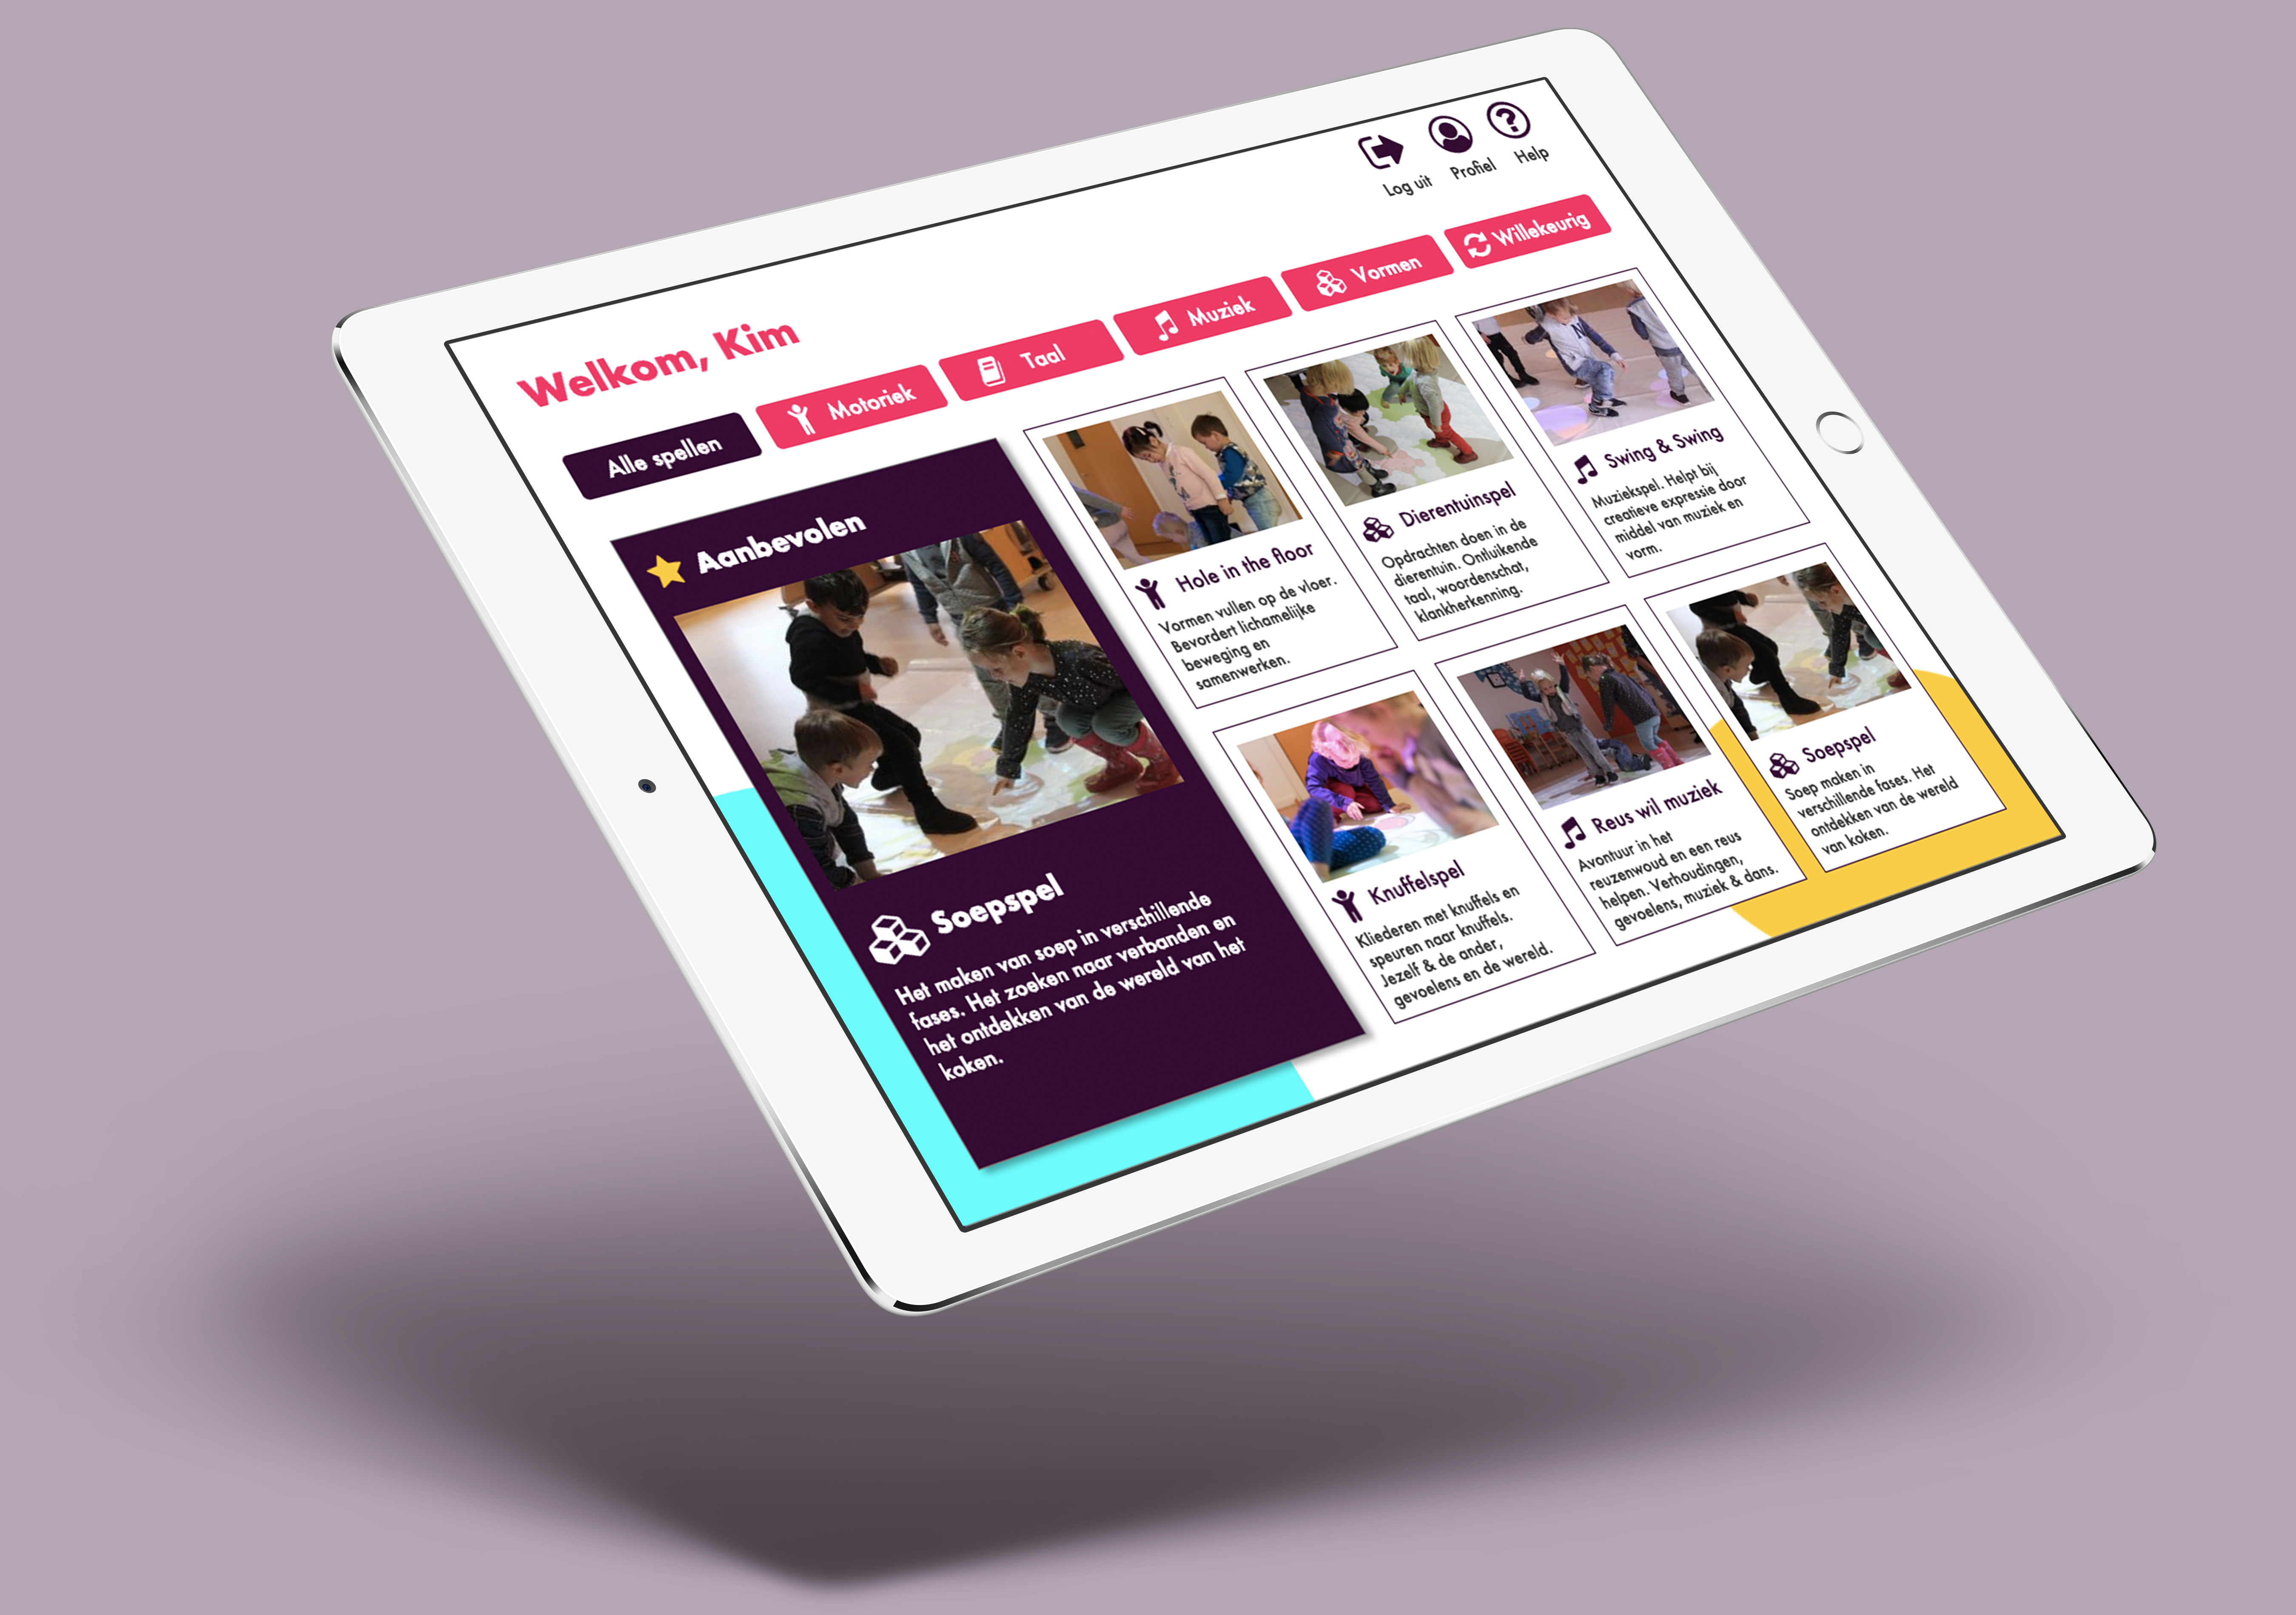 Log uit
Profiel
Help
Welkom, Kim
Alle spellen
Motoriek
Taal
Muziek
Vormen
Willekeurig
Aanbevolen
Soepspel
Het maken van soep in verschillende
fases. Het zoeken naar verbanden en
het ontdekken van de wereld van het
koken.
Hole in the floor
Vormen vullen op de vloer.
Bevordert lichamelijke
beweging en
samenwerken.
Dierentuinspel
Opdrachten doen in de
dierentuin. Ontluikende
taal, woordenschat,
klankherkenning.
Swing & Swing
Muziekspel. Helpt bij
creatieve expressie door
middel van muziek en
vorm.
Knuffelspel
Kliederen met knuffels en
speuren naar knuffels.
Jezelf & de ander,
gevoelens en de wereld.
Reus wil muziek
Avontuur in het
reuzenwoud en een reus
helpen. Verhoudingen,
gevoelens, muziek & dans.
Soepspel
Soep maken in
verschillende fases. Het
ontdekken van de wereld
van koken.